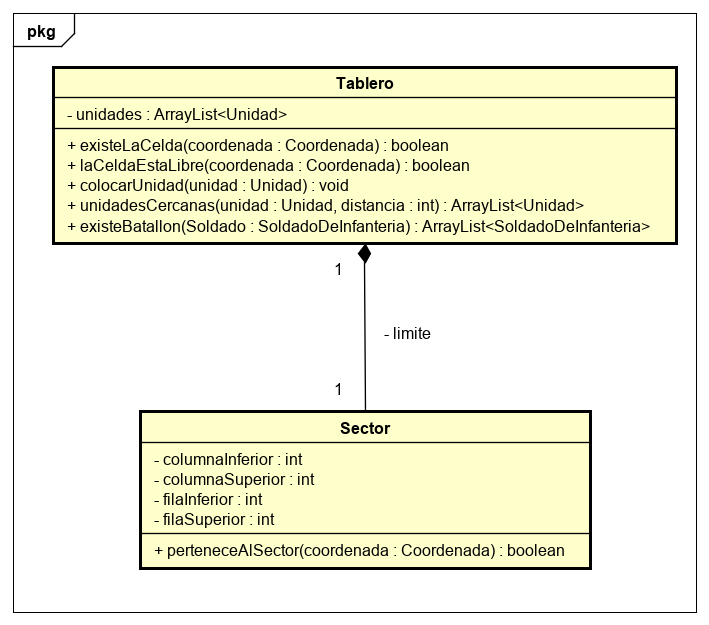 pkg
Tablero
- unidades : ArrayList<Unidad>
+ existeLaCelda(coordenada : Coordenada) : boolean
+ laCeldaEstaLibre(coordenada : Coordenada) : boolean
+ colocarUnidad(unidad : Unidad) : void
+ unidadesCercanas(unidad : Unidad, distancia : int) : ArrayList<Unidad>
+ existeBatallon(Soldado : SoldadoDeInfanteria) : ArrayList<SoldadoDeInfanteria>
1
- limite
1
Sector
- columnaInferior : int
- columnaSuperior : int
- filaInferior : int
- filaSuperior : int
+ perteneceAlSector(coordenada : Coordenada) : boolean